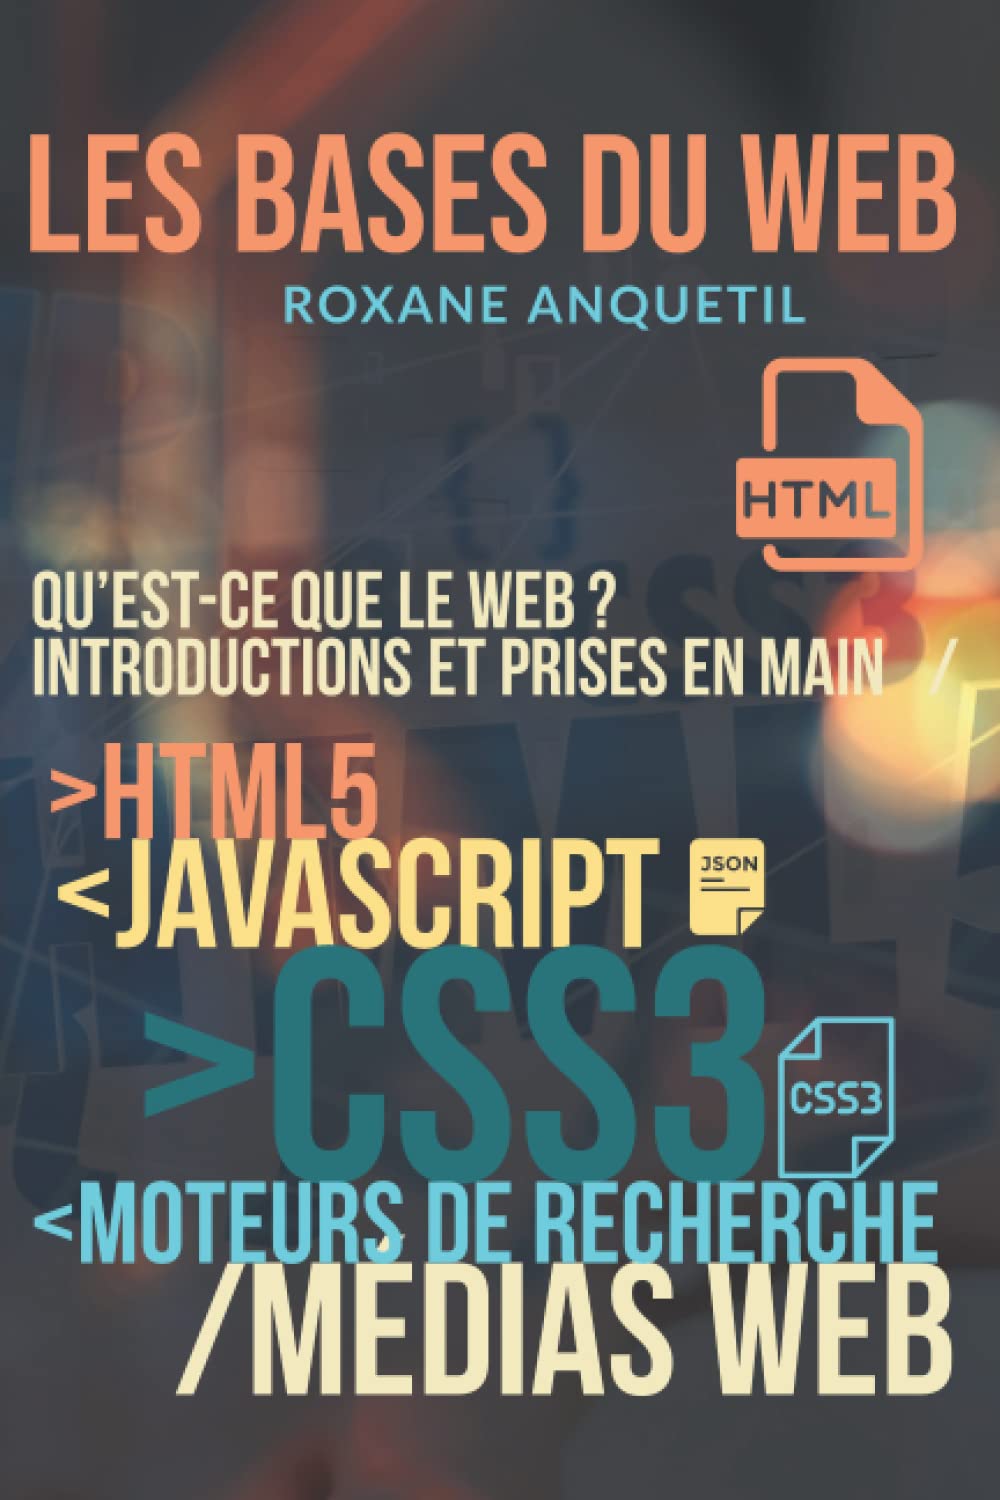 LES BASES DU WEB
ROXANE ANQUETIL
HTML
QU'EST-CE QUE LE WEB ?
INTRODUCTIONS ET PRISES EN MAIN /
>HTML5
<JAVASCRIPT
JSON
>CSS3
CSS3
<MOTEURS DE RECHERCHE
/MÉDIAS WEB